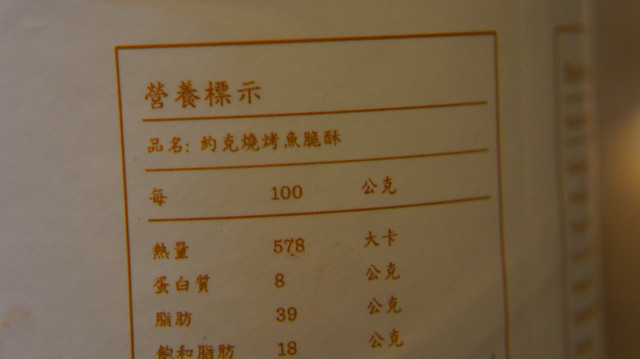 營養標示
品名: 約克燒烤魚脆酥
每 100 公克
熱量 578 大卡
蛋白質 8 公克
脂肪 39 公克
飽和脂肪 18 公克